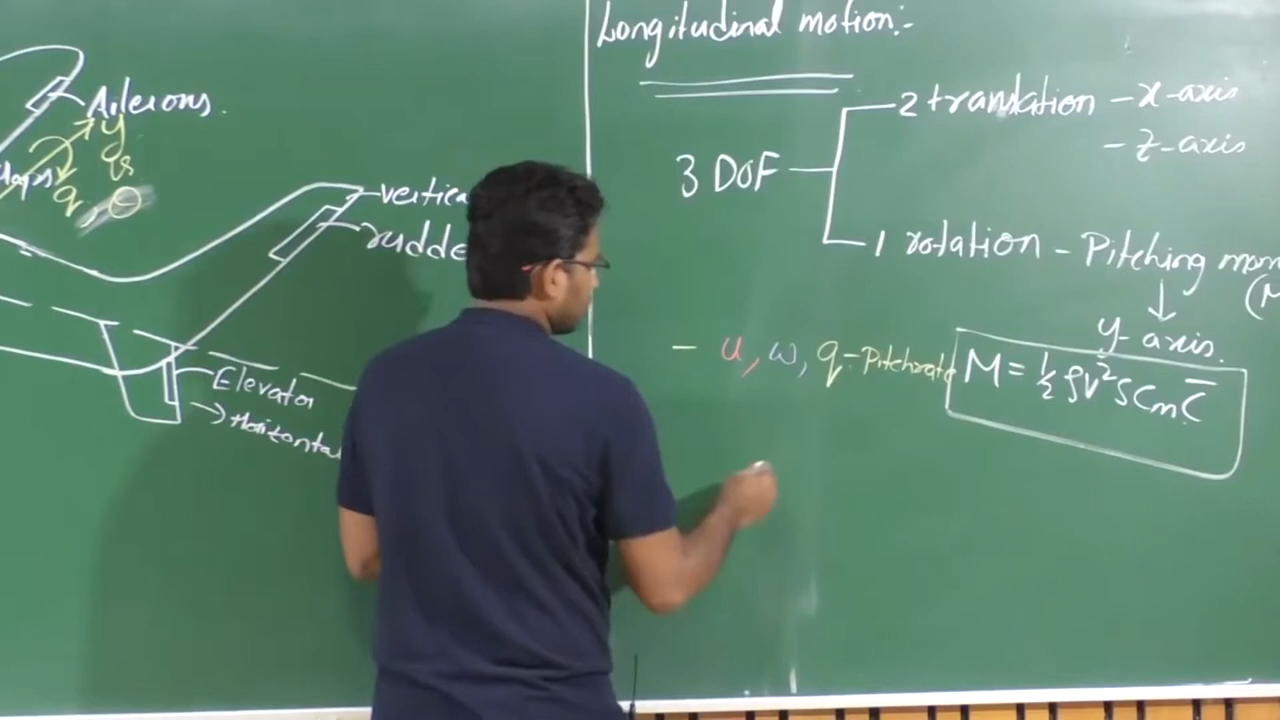 Ailerons.
y
q, θ
vertica
rudde
Elevator
→ Horizonta
Longitudinal motion:-
3 DoF
2 translation - x-axis
- z-axis
1 rotation - Pitching mom
(M
↓
y-axis.
- u, w, q - Pitchrate
M = 1/2 ρV²SCm c̄